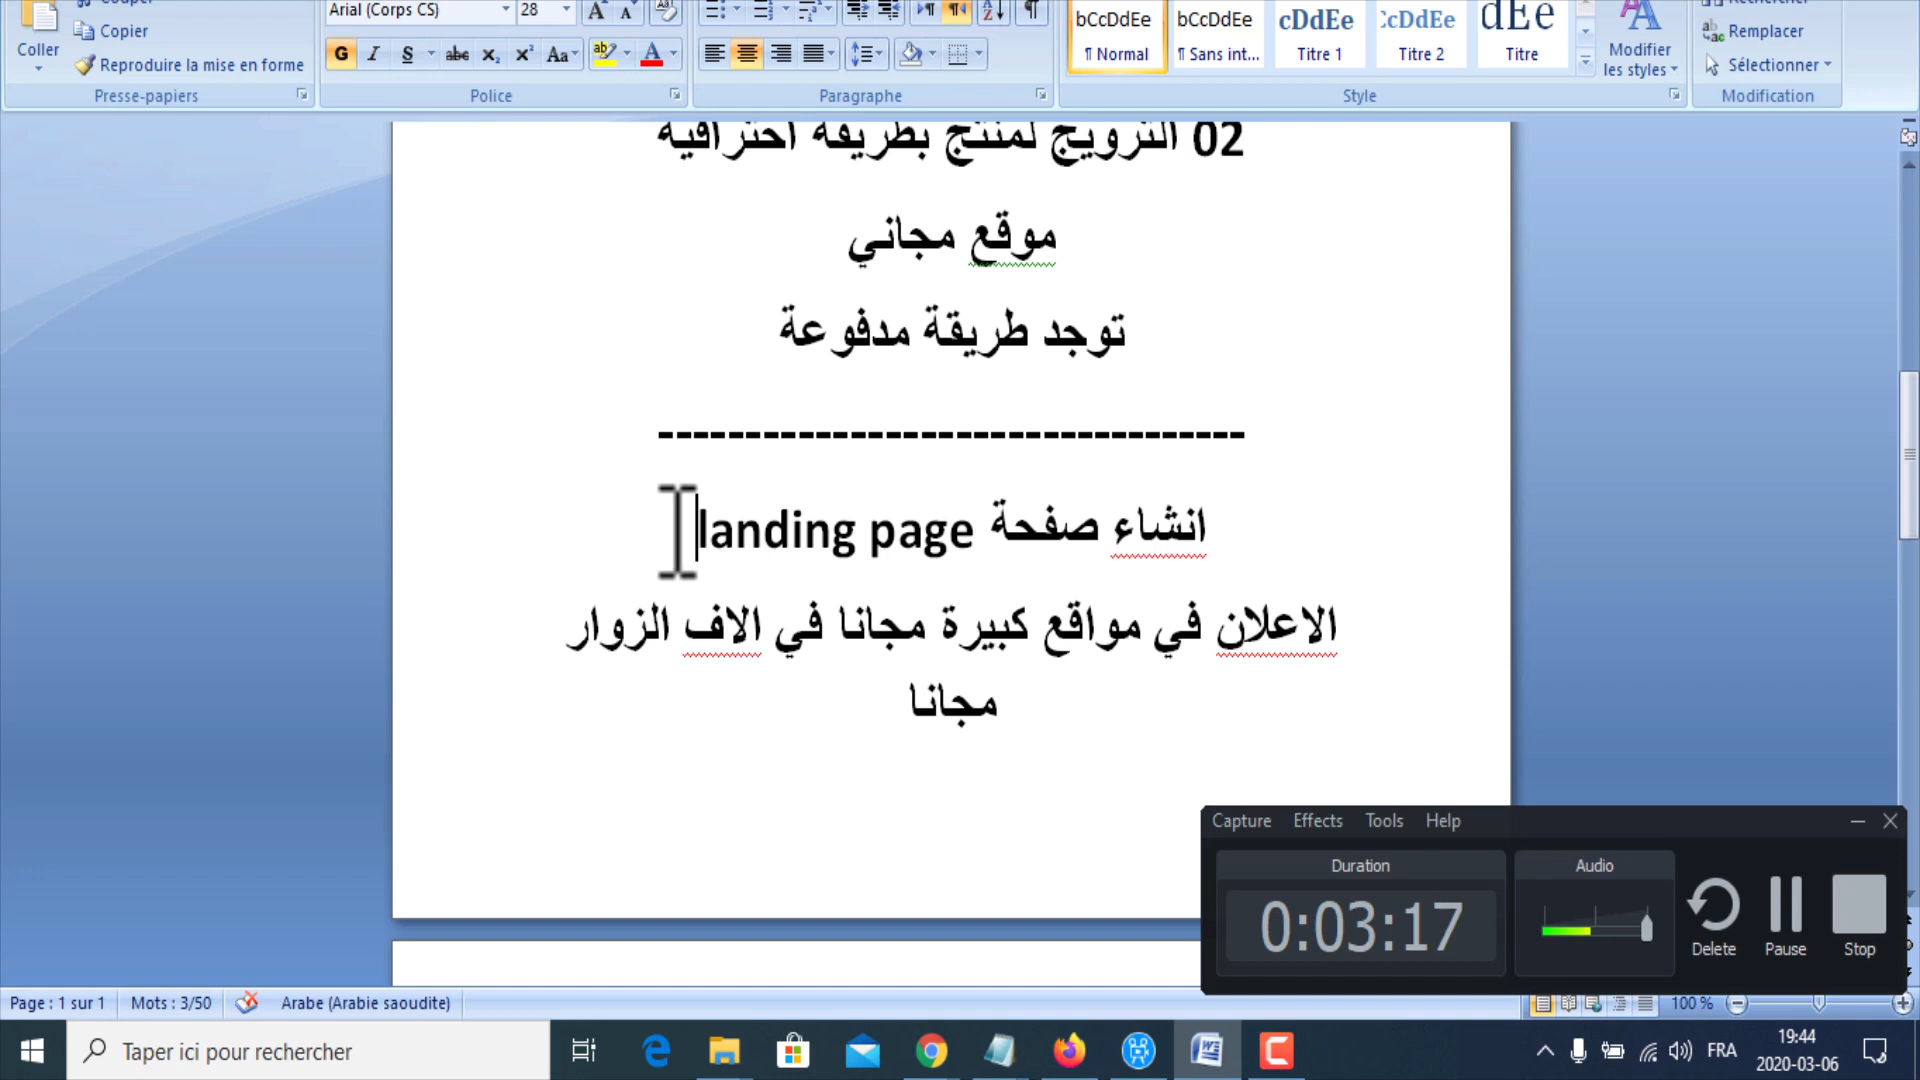 Coller
Copier
Reproduire la mise en forme
Presse-papiers
Arial (Corps CS)
28
G
I
S
abc
Aa
Police
Paragraphe
bCcDdEe
¶ Normal
bCcDdEe
¶ Sans int...
cDdEe
Titre 1
Titre 2
dEe
Titre
Style
Modifier
les styles
Remplacer
Sélectionner
Modification
02 الترويج لمنتج بطريقة احترافية
موقع مجاني
توجد طريقة مدفوعة
----------------------------------
انشاء صفحة landing page
الاعلان في مواقع كبيرة مجانا في الاف الزوار
مجانا
Capture Effects Tools Help
Duration
0:03:17
Audio
Delete
Pause
Stop
Page : 1 sur 1
Mots : 3/50
Arabe (Arabie saoudite)
100 %
Taper ici pour rechercher
FRA
19:44
2020-03-06